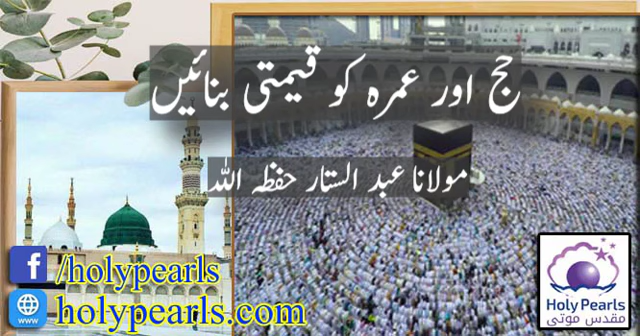 حج اور عمرہ کو قیمتی بنائیں
مولانا عبد الستار حفظہ اللہ
/holypearls
holypearls.com
Holy Pearls
مقدس موتی